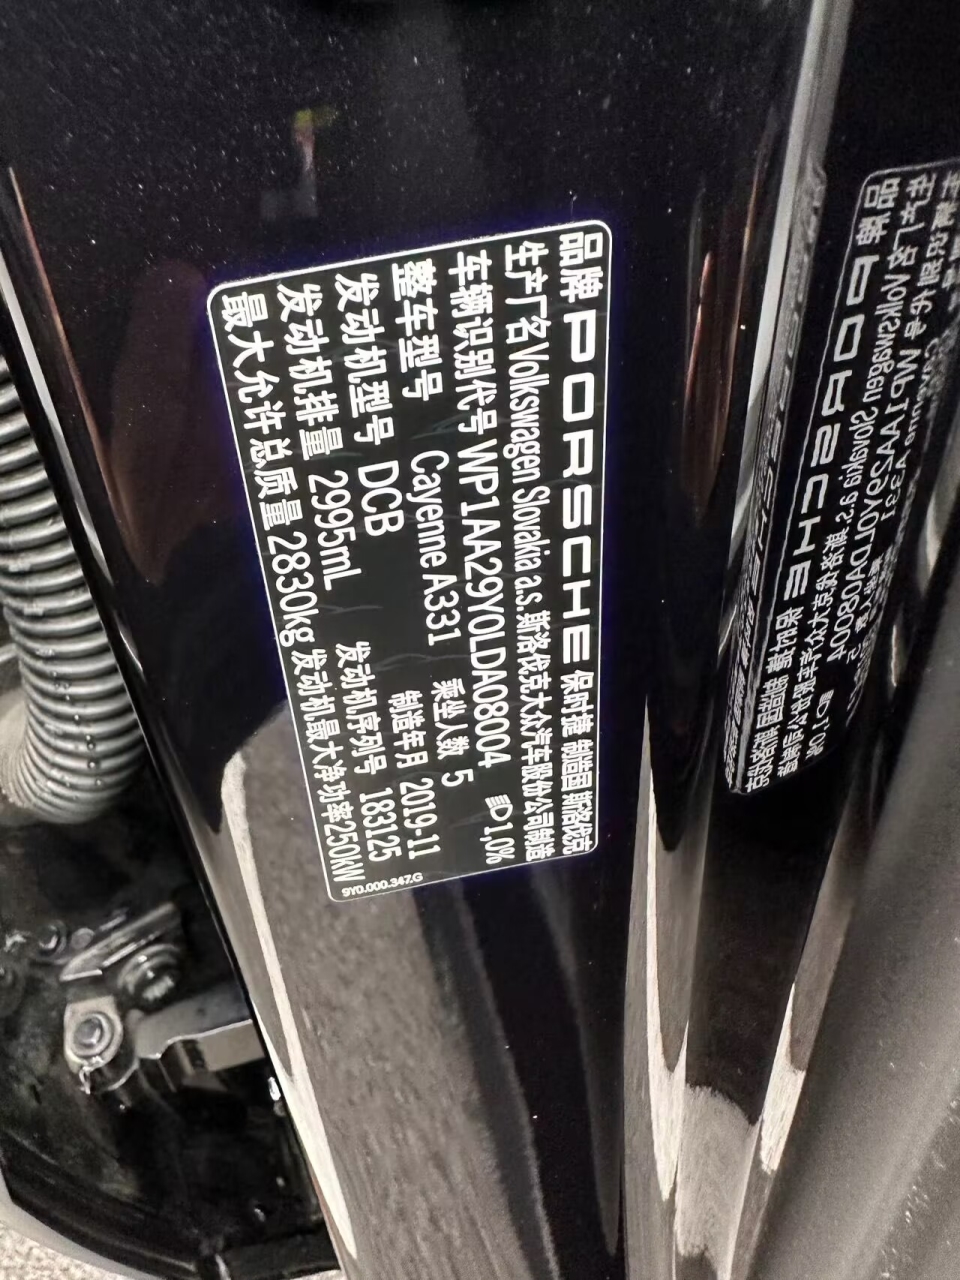 品牌 PORSCHE 保时捷 制造国 斯洛伐克
生产厂名 Volkswagen Slovakia a.s. 斯洛伐克大众汽车股份公司制造
车辆识别代号 WP1AA29Y0LDA08004 1,0%
整车型号 Cayenne A331 乘坐人数 5
发动机型号 DCB 制造年月 2019-11
发动机排量 2995mL 发动机序列号 183125
最大允许总质量 2830kg 发动机最大净功率250kW
9Y0.000.347.G